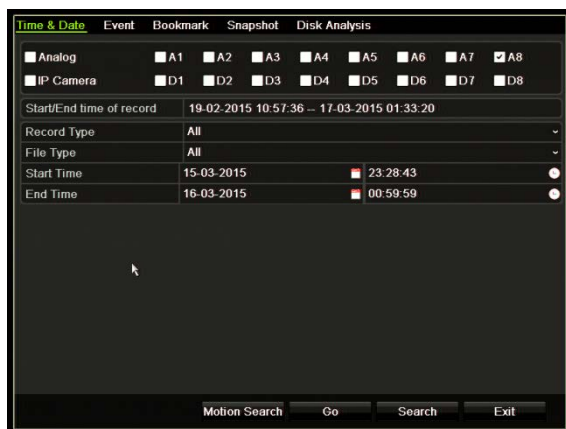 Time & Date Event Bookmark Snapshot Disk Analysis
Analog A1 A2 A3 A4 A5 A6 A7 A8
IP Camera D1 D2 D3 D4 D5 D6 D7 D8
Start/End time of record 19-02-2015 10:57:36 -- 17-03-2015 01:33:20
Record Type All
File Type All
Start Time 15-03-2015 23:28:43
End Time 16-03-2015 00:59:59
Motion Search Go Search Exit